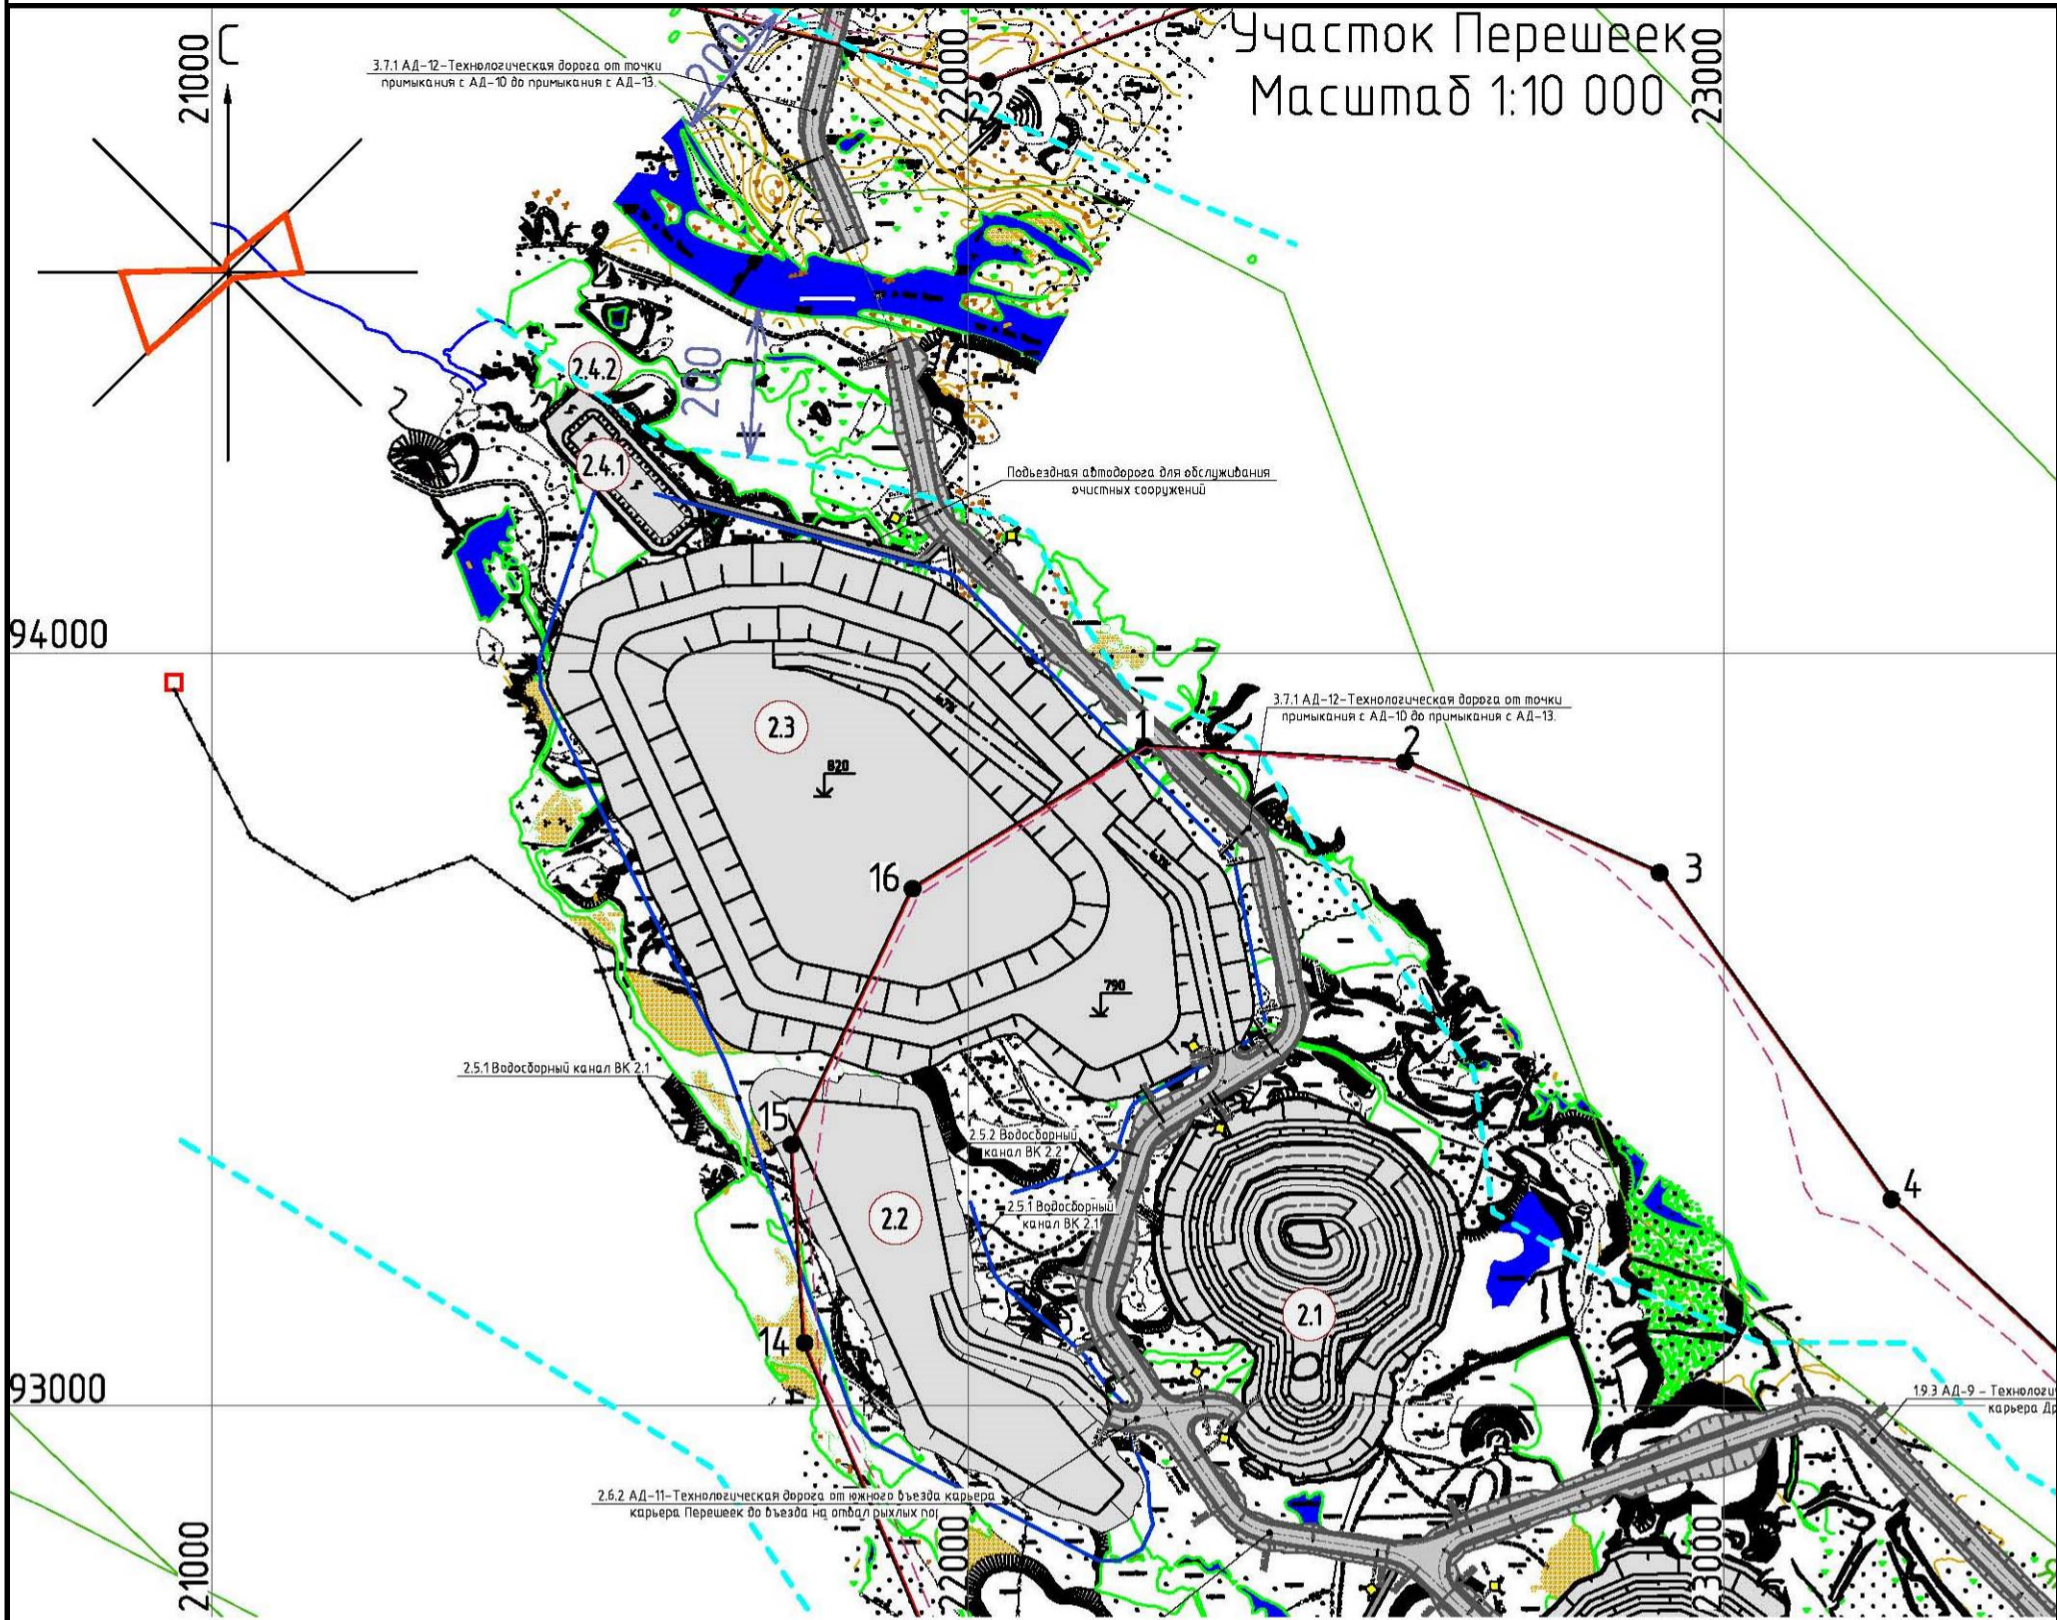 Участок Перешеек
Масштаб 1:10 000
21000
С
22000
23000
3.7.1 АД-12-Технологическая дорога от точки
примыкания с АД-10 до примыкания с АД-13.
200
22
200
2.4.2
2.4.1
Подьездная автодорога для обслуживания
очистных сооружений
94000
2.3
820
1
3.7.1 АД-12-Технологическая дорога от точки
примыкания с АД-10 до примыкания с АД-13.
2
3
16
790
2.5.1 Водосборный канал ВК 2.1
15
2.5.2 Водосборный
канал ВК 2.2
4
2.5.1 Водосборный
канал ВК 2.1
2.2
2.1
14
93000
1.9.3 АД-9 - Технологич
карьера Др
2.6.2 АД-11-Технологическая дорога от южного въезда карьера
карьера Перешеек до въезда на отвал рыхлых пор
21000
22000
23000